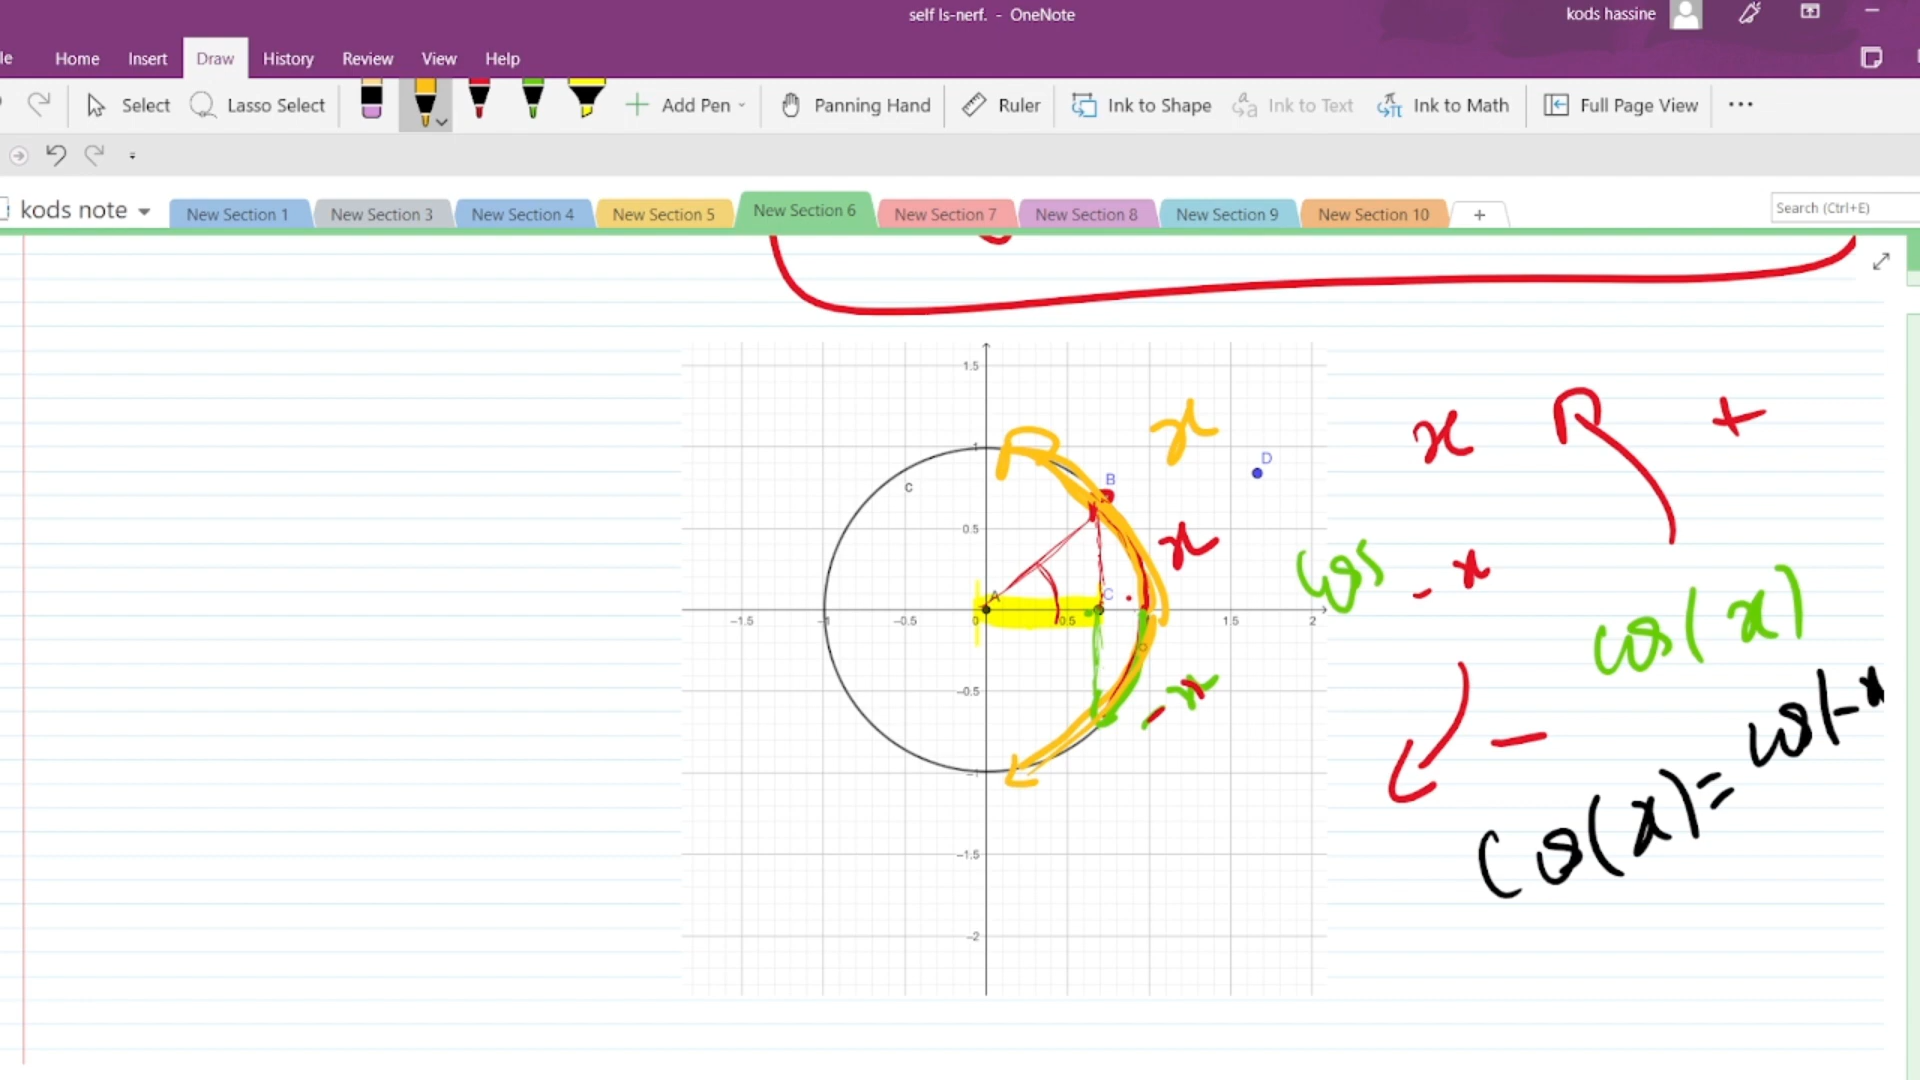 self ls-nerf. - OneNote
kods hassine
le Home Insert Draw History Review View Help
Select Lasso Select Add Pen Panning Hand Ruler Ink to Shape Ink to Text Ink to Math Full Page View ...
kods note New Section 1 New Section 3 New Section 4 New Section 5 New Section 6 New Section 7 New Section 8 New Section 9 New Section 10 + Search (Ctrl+E)
1.5
x
x +
1
D
B
c
0.5
x
cos - x
A C
-1.5 -1 -0.5 0 0.5 1.5 2
cos(x)
-0.5
-x
-
-1
cos(x) = cos(-x
-1.5
-2